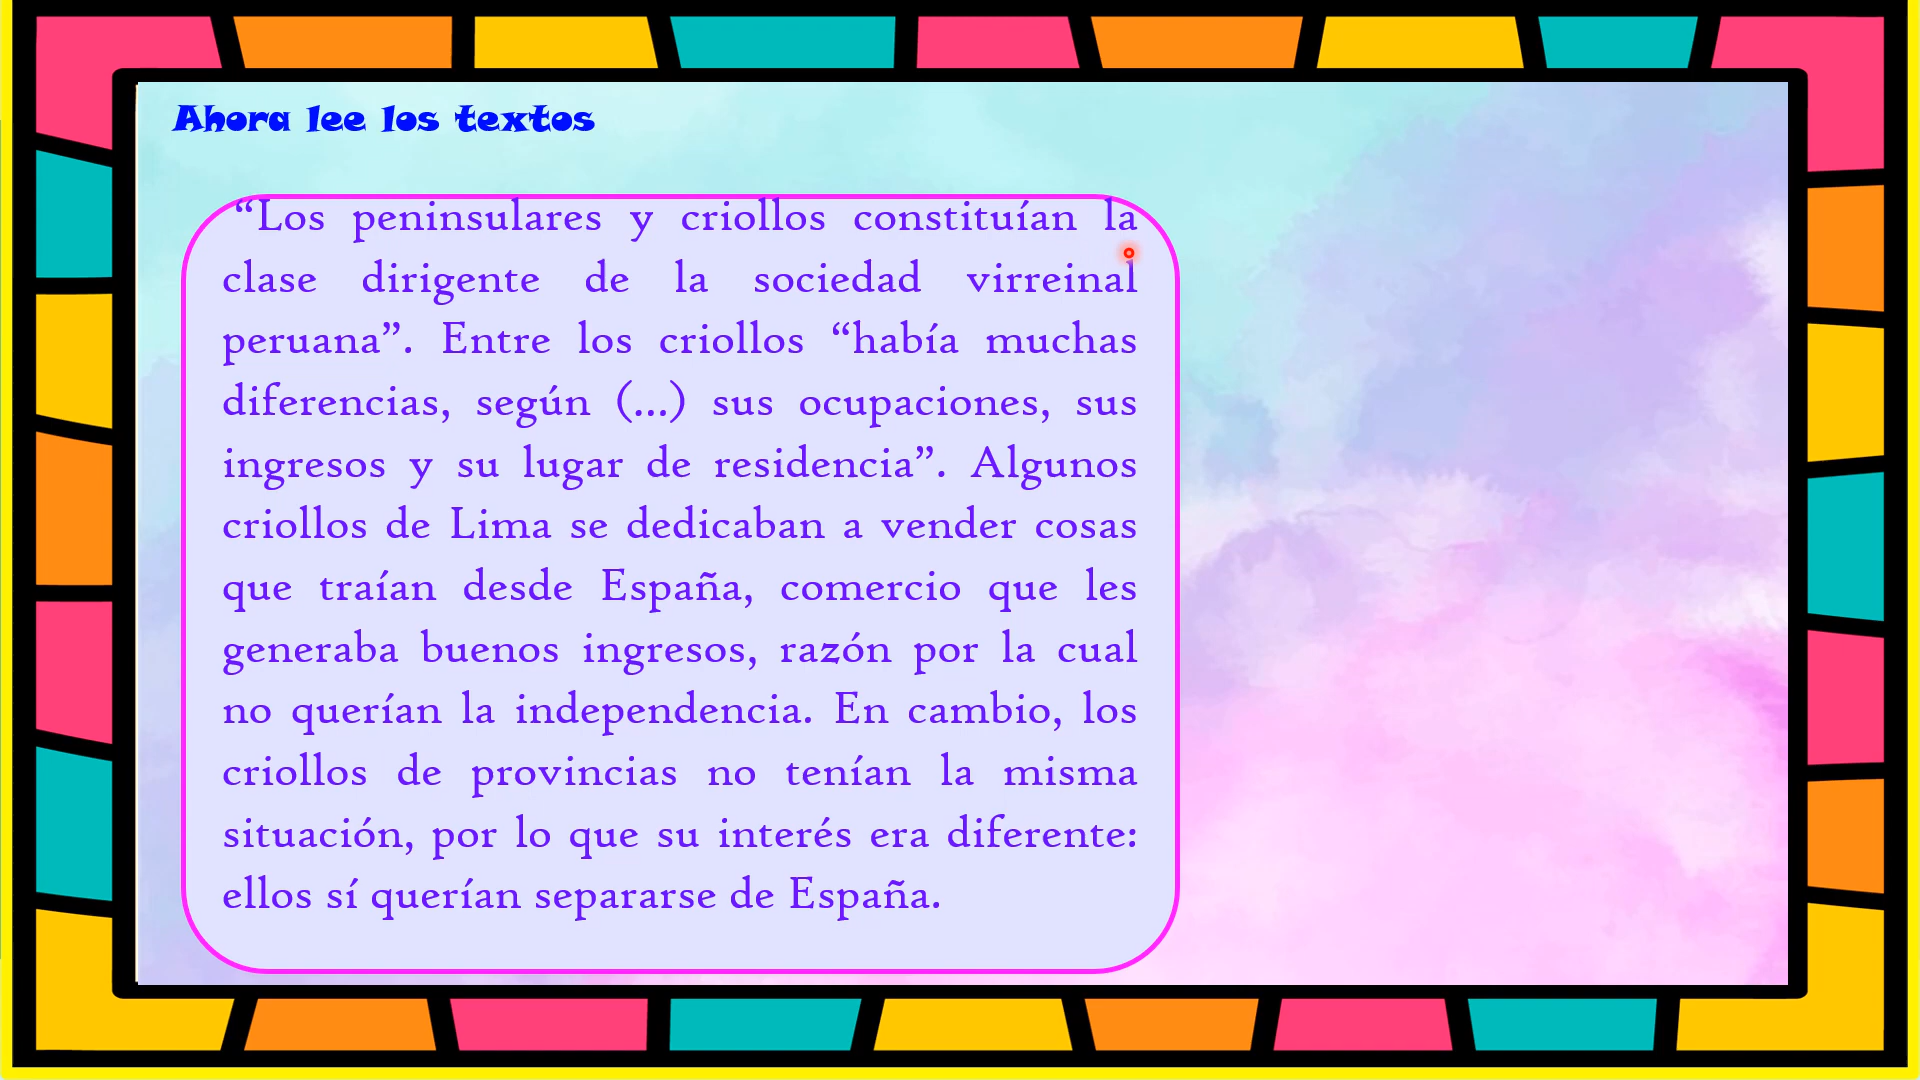 Ahora lee los textos
“Los peninsulares y criollos constituían la
clase dirigente de la sociedad virreinal
peruana”. Entre los criollos “había muchas
diferencias, según (...) sus ocupaciones, sus
ingresos y su lugar de residencia”. Algunos
criollos de Lima se dedicaban a vender cosas
que traían desde España, comercio que les
generaba buenos ingresos, razón por la cual
no querían la independencia. En cambio, los
criollos de provincias no tenían la misma
situación, por lo que su interés era diferente:
ellos sí querían separarse de España.